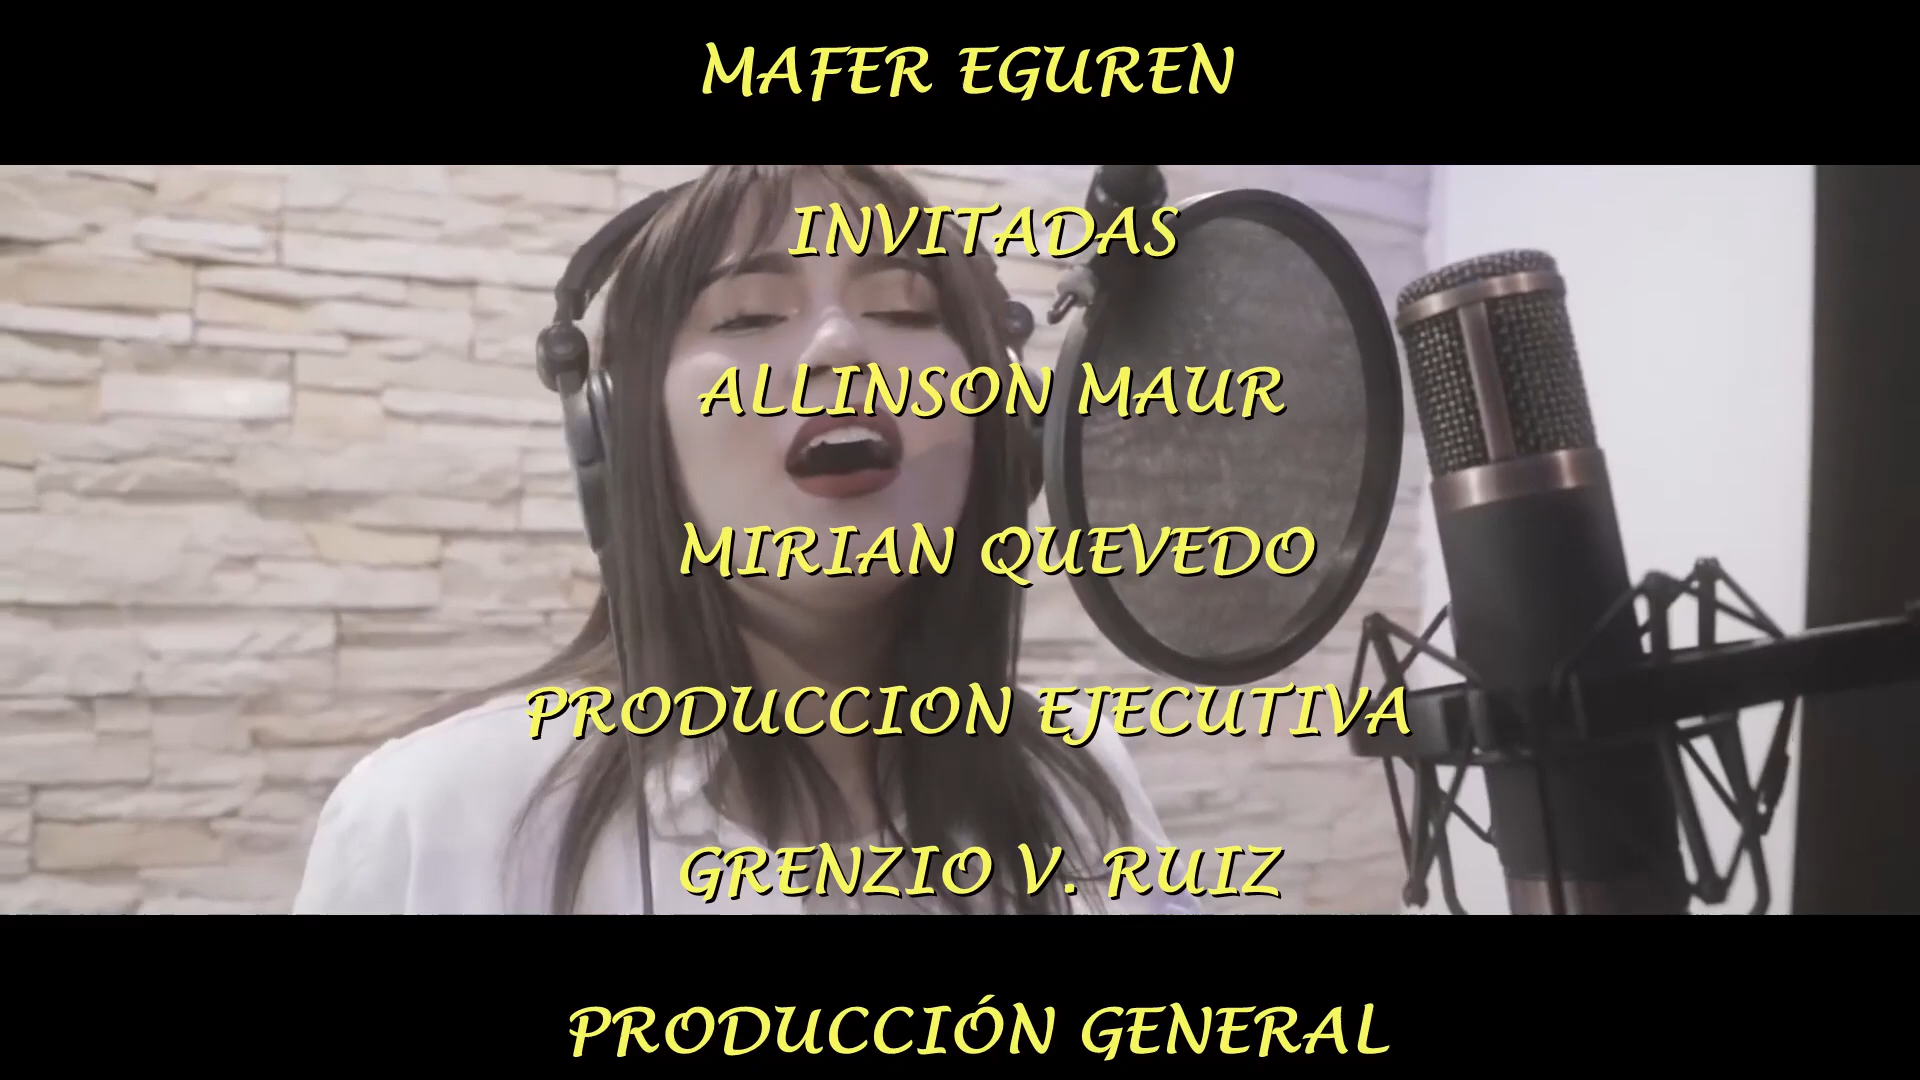 MAFER EGUREN
INVITADAS
ALLINSON MAUR
MIRIAN QUEVEDO
PRODUCCION EJECUTIVA
GRENZIO V. RUIZ
PRODUCCIÓN GENERAL